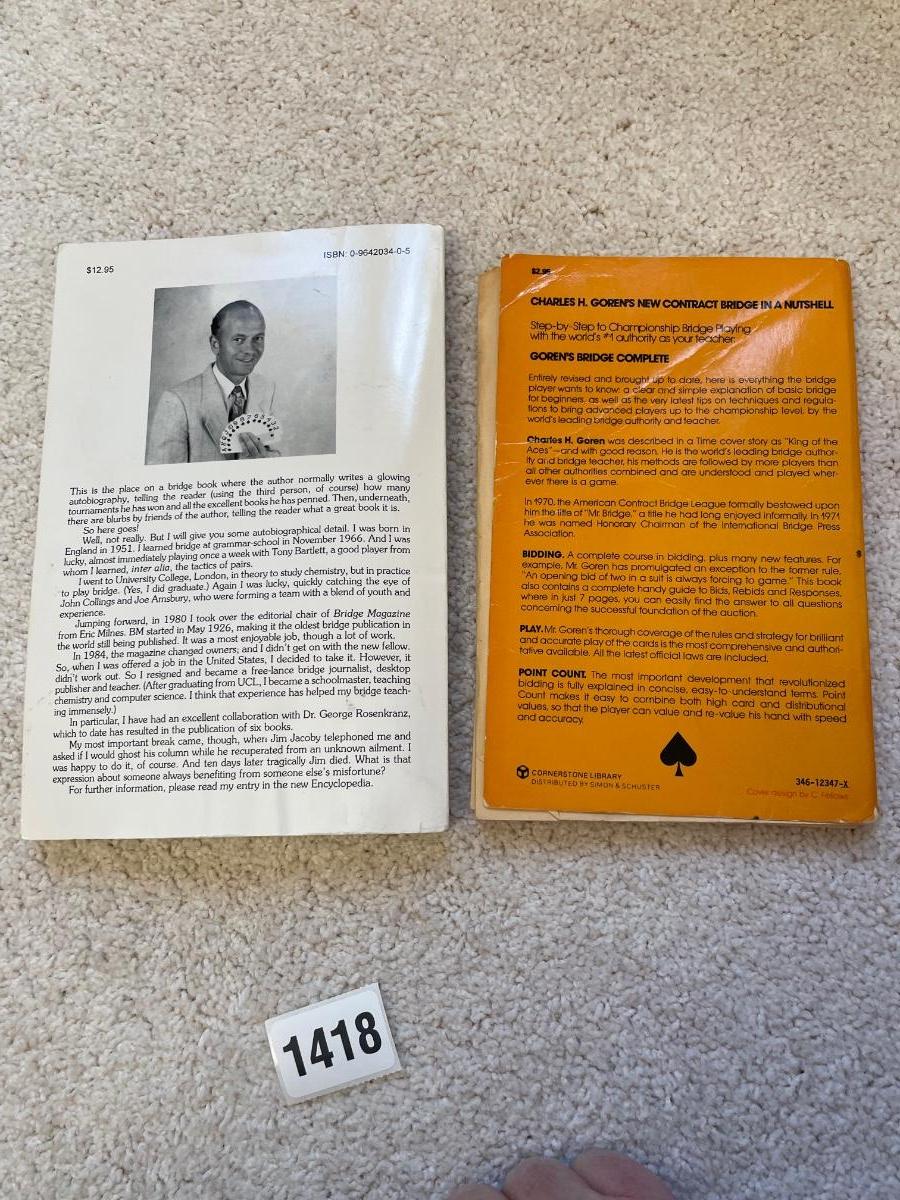 $12.95
ISBN: 0-9642034-0-5
This is the place on a bridge book where the author normally writes a glowing
autobiography, telling the reader (using the third person, of course) how many
tournaments he has won and all the excellent books he has penned. Then, underneath,
there are blurbs by friends of the author, telling the reader what a great book it is.
So here goes!
Well, not really. But I will give you some autobiographical detail. I was born in
England in 1951. I learned bridge at grammar-school in November 1966. And I was
lucky, almost immediately playing once a week with Tony Bartlett, a good player from
whom I learned, inter alia, the tactics of pairs.
I went to University College, London, in theory to study chemistry, but in practice
to play bridge. (Yes, I did graduate.) Again I was lucky, quickly catching the eye of
John Collings and Joe Amsbury, who were forming a team with a blend of youth and
experience.
Jumping forward, in 1980 I took over the editorial chair of Bridge Magazine
from Eric Milnes. BM started in May 1926, making it the oldest bridge publication in
the world still being published. It was a most enjoyable job, though a lot of work.
In 1984, the magazine changed owners; and I didn't get on with the new fellow.
So, when I was offered a job in the United States, I decided to take it. However, it
didn't work out. So I resigned and became a free-lance bridge journalist, desktop
publisher and teacher. (After graduating from UCL, I became a schoolmaster, teaching
chemistry and computer science. I think that experience has helped my bridge teach-
ing immensely.)
In particular, I have had an excellent collaboration with Dr. George Rosenkranz,
which to date has resulted in the publication of six books.
My most important break came, though, when Jim Jacoby telephoned me and
asked if I would ghost his column while he recuperated from an unknown ailment. I
was happy to do it, of course. And ten days later tragically Jim died. What is that
expression about someone always benefiting from someone else's misfortune?
For further information, please read my entry in the new Encyclopedia.
$2.95
CHARLES H. GOREN'S NEW CONTRACT BRIDGE IN A NUTSHELL
Step-by-Step to Championship Bridge Playing
with the world's #1 authority as your teacher.
GOREN'S BRIDGE COMPLETE
Entirely revised and brought up to date, here is everything the bridge
player wants to know: a clear and simple explanation of basic bridge
for beginners, as well as the very latest tips on techniques and regula-
tions to bring advanced players up to the championship level, by the
world's leading bridge authority and teacher.
Charles H. Goren was described in a Time cover story as "King of the
Aces"—and with good reason. He is the world's leading bridge author-
ity and bridge teacher, his methods are followed by more players than
all other authorities combined and are understood and played wher-
ever there is a game.
In 1970, the American Contract Bridge League formally bestowed upon
him the title of "Mr. Bridge," a title he had long enjoyed informally. In 1971,
he was named Honorary Chairman of the International Bridge Press
Association.
BIDDING. A complete course in bidding, plus many new features. For
example, Mr. Goren has promulgated an exception to the former rule,
"An opening bid of two in a suit is always forcing to game." This book
also contains a complete handy guide to Bids, Rebids and Responses,
where in just 7 pages, you can easily find the answer to all questions
concerning the successful foundation of the auction.
PLAY. Mr. Goren's thorough coverage of the rules and strategy for brilliant
and accurate play of the cards is the most comprehensive and authori-
tative available. All the latest official laws are included.
POINT COUNT. The most important development that revolutionized
bidding is fully explained in concise, easy-to-understand terms. Point
Count makes it easy to combine both high card and distributional
values, so that the player can value and re-value his hand with speed
and accuracy.
CORNERSTONE LIBRARY
DISTRIBUTED BY SIMON & SCHUSTER
346-12347-X
Cover design by C. Fellows
1418